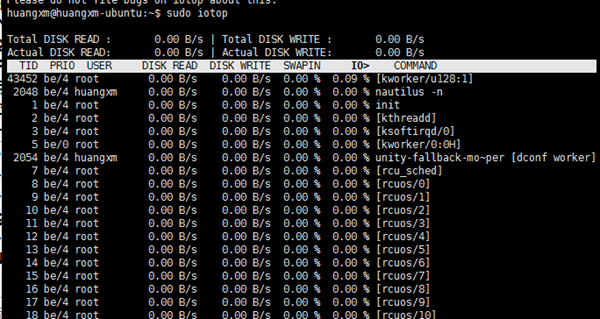 Please do not file bugs on iotop about this.
huangxm@huangxm-ubuntu:~$ sudo iotop
Total DISK READ : 0.00 B/s | Total DISK WRITE : 0.00 B/s
Actual DISK READ: 0.00 B/s | Actual DISK WRITE: 0.00 B/s
TID PRIO USER DISK READ DISK WRITE SWAPIN IO> COMMAND
43452 be/4 root 0.00 B/s 0.00 B/s 0.00 % 0.09 % [kworker/u128:1]
2048 be/4 huangxm 0.00 B/s 0.00 B/s 0.00 % 0.00 % nautilus -n
1 be/4 root 0.00 B/s 0.00 B/s 0.00 % 0.00 % init
2 be/4 root 0.00 B/s 0.00 B/s 0.00 % 0.00 % [kthreadd]
3 be/4 root 0.00 B/s 0.00 B/s 0.00 % 0.00 % [ksoftirqd/0]
5 be/0 root 0.00 B/s 0.00 B/s 0.00 % 0.00 % [kworker/0:0H]
2054 be/4 huangxm 0.00 B/s 0.00 B/s 0.00 % 0.00 % unity-fallback-mo~per [dconf worker]
7 be/4 root 0.00 B/s 0.00 B/s 0.00 % 0.00 % [rcu_sched]
8 be/4 root 0.00 B/s 0.00 B/s 0.00 % 0.00 % [rcuos/0]
9 be/4 root 0.00 B/s 0.00 B/s 0.00 % 0.00 % [rcuos/1]
10 be/4 root 0.00 B/s 0.00 B/s 0.00 % 0.00 % [rcuos/2]
11 be/4 root 0.00 B/s 0.00 B/s 0.00 % 0.00 % [rcuos/3]
12 be/4 root 0.00 B/s 0.00 B/s 0.00 % 0.00 % [rcuos/4]
13 be/4 root 0.00 B/s 0.00 B/s 0.00 % 0.00 % [rcuos/5]
14 be/4 root 0.00 B/s 0.00 B/s 0.00 % 0.00 % [rcuos/6]
15 be/4 root 0.00 B/s 0.00 B/s 0.00 % 0.00 % [rcuos/7]
16 be/4 root 0.00 B/s 0.00 B/s 0.00 % 0.00 % [rcuos/8]
17 be/4 root 0.00 B/s 0.00 B/s 0.00 % 0.00 % [rcuos/9]
18 be/4 root 0.00 B/s 0.00 B/s 0.00 % 0.00 % [rcuos/10]